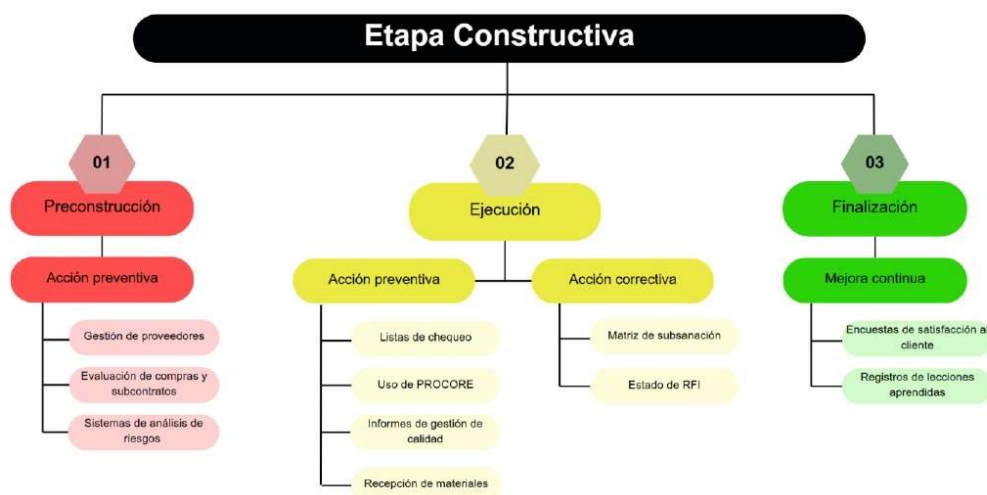 Etapa Constructiva
01
Preconstrucción
Acción preventiva
Gestión de proveedores
Evaluación de compras y
subcontratos
Sistemas de análisis de
riesgos
02
Ejecución
Acción preventiva
Listas de chequeo
Uso de PROCORE
Informes de gestión de
calidad
Recepción de materiales
Acción correctiva
Matriz de subsanación
Estado de RFI
03
Finalización
Mejora continua
Encuestas de satisfacción al
cliente
Registros de lecciones
aprendidas